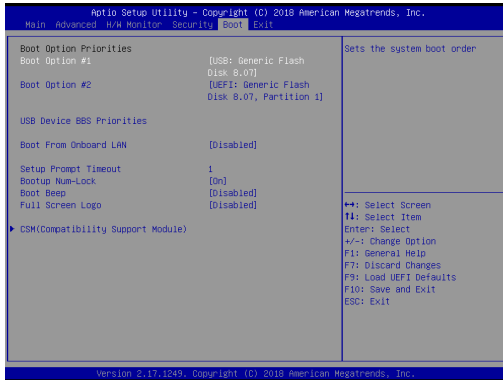 Aptio Setup Utility - Copyright (C) 2018 American Megatrends, Inc.
Main Advanced H/W Monitor Security Boot Exit
Boot Option Priorities
Boot Option #1 [USB: Generic Flash
Disk 8.07]
Boot Option #2 [UEFI: Generic Flash
Disk 8.07, Partition 1]
USB Device BBS Priorities
Boot From Onboard LAN [Disabled]
Setup Prompt Timeout 1
Bootup Num-Lock [On]
Boot Beep [Disabled]
Full Screen Logo [Disabled]
CSM(Compatibility Support Module)
Sets the system boot order
↔: Select Screen
↑↓: Select Item
Enter: Select
+/-: Change Option
F1: General Help
F7: Discard Changes
F9: Load UEFI Defaults
F10: Save and Exit
ESC: Exit
Version 2.17.1249. Copyright (C) 2018 American Megatrends, Inc.